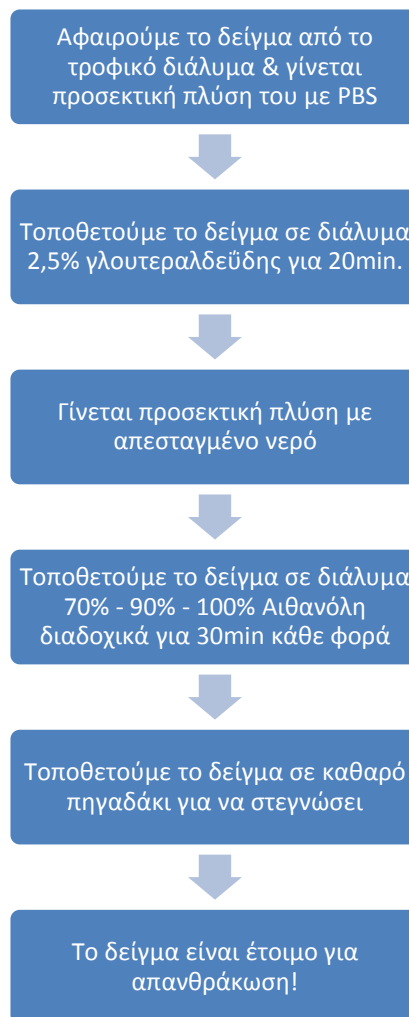 Αφαιρούμε το δείγμα από το
τροφικό διάλυμα & γίνεται
προσεκτική πλύση του με PBS
Τοποθετούμε το δείγμα σε διάλυμα
2,5% γλουτεραλδεΰδης για 20min.
Γίνεται προσεκτική πλύση με
απεσταγμένο νερό
Τοποθετούμε το δείγμα σε διάλυμα
70% - 90% - 100% Αιθανόλη
διαδοχικά για 30min κάθε φορά
Τοποθετούμε το δείγμα σε καθαρό
πηγαδάκι για να στεγνώσει
Το δείγμα είναι έτοιμο για
απανθράκωση!